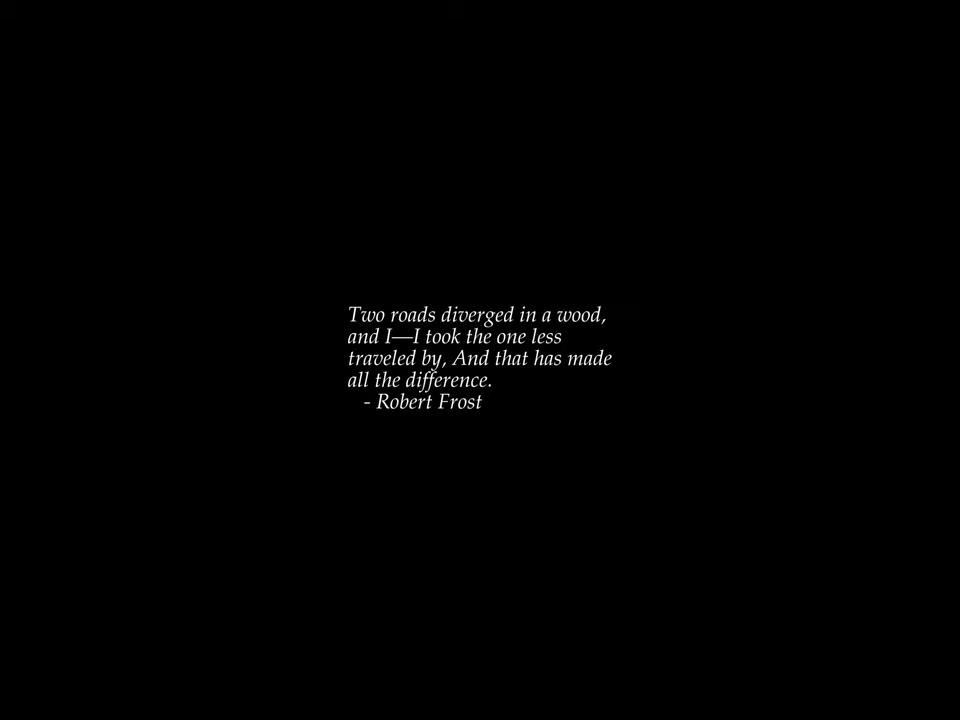 Two roads diverged in a wood,
and I—I took the one less
traveled by, And that has made
all the difference.
- Robert Frost